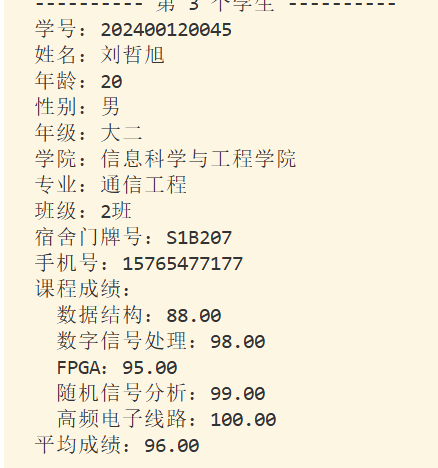 ---------- 第 3 个学生 ----------
学号: 202400120045
姓名: 刘哲旭
年龄: 20
性别: 男
年级: 大二
学院: 信息科学与工程学院
专业: 通信工程
班级: 2班
宿舍门牌号: S1B207
手机号: 15765477177
课程成绩:
数据结构: 88.00
数字信号处理: 98.00
FPGA: 95.00
随机信号分析: 99.00
高频电子线路: 100.00
平均成绩: 96.00